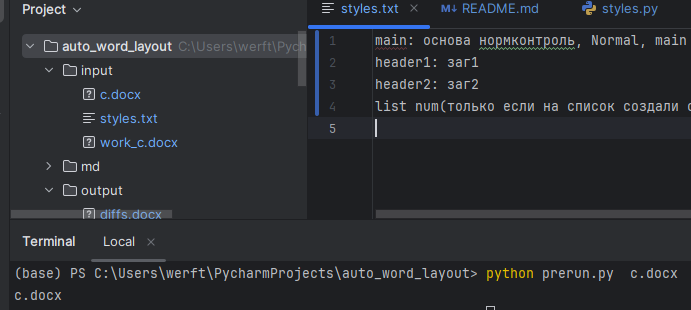 Project
styles.txt
README.md
styles.py
auto_word_layout C:\Users\werft\Pyc
input
c.docx
styles.txt
work_c.docx
md
output
diffs.docx
1 main: основа нормконтроль, Normal, main
2 header1: заг1
3 header2: заг2
4 list num(только если на список создали
5
Terminal Local
(base) PS C:\Users\werft\PycharmProjects\auto_word_layout> python prerun.py c.docx
c.docx